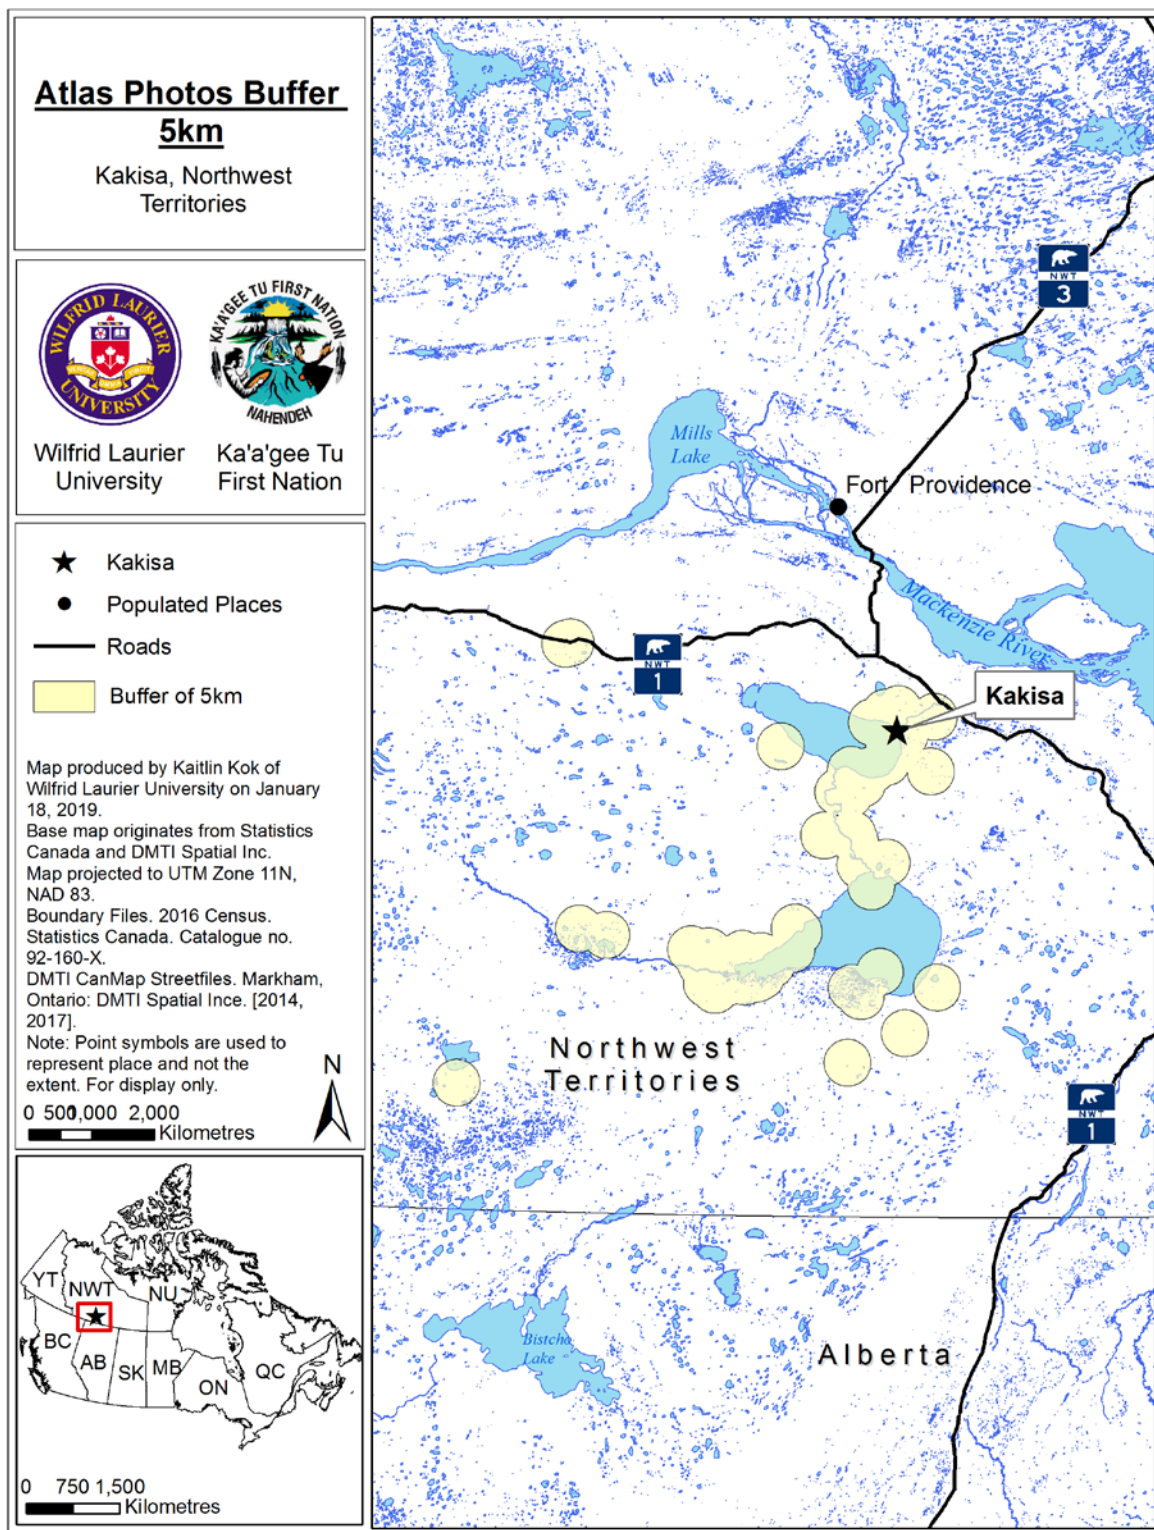 Atlas Photos Buffer
5km
Kakisa, Northwest
Territories
WILFRID LAURIER
UNIVERSITY
KA'A'GEE TU FIRST NATION
NAHENDEH
Wilfrid Laurier
University
Ka'a'gee Tu
First Nation
Kakisa
Populated Places
Roads
Buffer of 5km
Map produced by Kaitlin Kok of
Wilfrid Laurier University on January
18, 2019.
Base map originates from Statistics
Canada and DMTI Spatial Inc.
Map projected to UTM Zone 11N,
NAD 83.
Boundary Files. 2016 Census.
Statistics Canada. Catalogue no.
92-160-X.
DMTI CanMap Streetfiles. Markham,
Ontario: DMTI Spatial Ince. [2014,
2017].
Note: Point symbols are used to
represent place and not the
extent. For display only.
N
0 500 1,000 2,000
Kilometres
YT
NWT
NU
BC
AB
SK
MB
ON
QC
0 750 1,500
Kilometres
NWT
3
Mills
Lake
Fort Providence
Mackenzie River
NWT
1
Kakisa
Northwest
Territories
NWT
1
Bistcho
Lake
Alberta